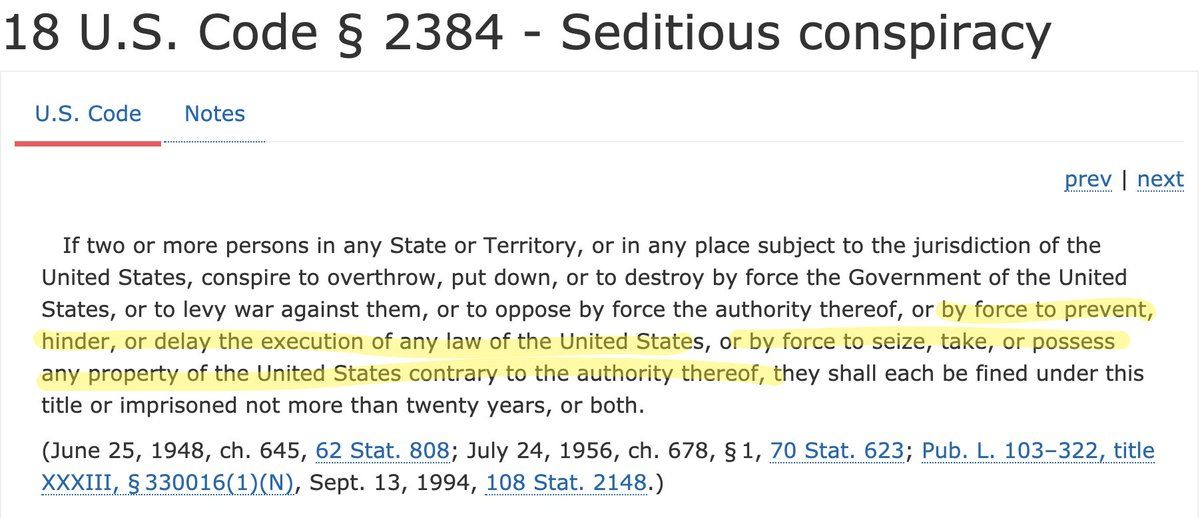 18 U.S. Code § 2384 - Seditious conspiracy
U.S. Code Notes
prev | next
If two or more persons in any State or Territory, or in any place subject to the jurisdiction of the
United States, conspire to overthrow, put down, or to destroy by force the Government of the United
States, or to levy war against them, or to oppose by force the authority thereof, or by force to prevent,
hinder, or delay the execution of any law of the United States, or by force to seize, take, or possess
any property of the United States contrary to the authority thereof, they shall each be fined under this
title or imprisoned not more than twenty years, or both.
(June 25, 1948, ch. 645, 62 Stat. 808; July 24, 1956, ch. 678, § 1, 70 Stat. 623; Pub. L. 103–322, title
XXXIII, § 330016(1)(N), Sept. 13, 1994, 108 Stat. 2148.)